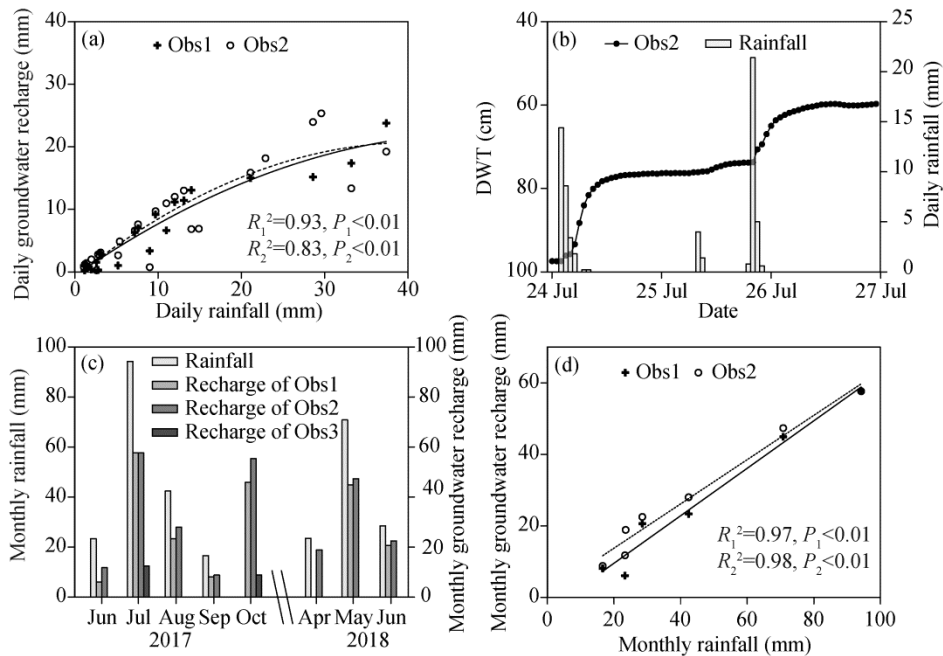 (a)
Obs1
Obs2
Daily groundwater recharge (mm)
40
30
20
10
0
R₁²=0.93, P₁<0.01
R₂²=0.83, P₂<0.01
0 10 20 30 40
Daily rainfall (mm)
(b)
Obs2
Rainfall
DWT (cm)
40
60
80
100
Daily rainfall (mm)
25
20
15
10
5
0
24 Jul 25 Jul 26 Jul 27 Jul
Date
(c)
Rainfall
Recharge of Obs1
Recharge of Obs2
Recharge of Obs3
Monthly rainfall (mm)
100
80
60
40
20
0
Monthly groundwater recharge (mm)
100
80
60
40
20
0
Jun Jul Aug Sep Oct Apr May Jun
2017 2018
(d)
Obs1
Obs2
Monthly groundwater recharge (mm)
60
40
20
0
R₁²=0.97, P₁<0.01
R₂²=0.98, P₂<0.01
0 20 40 60 80 100
Monthly rainfall (mm)